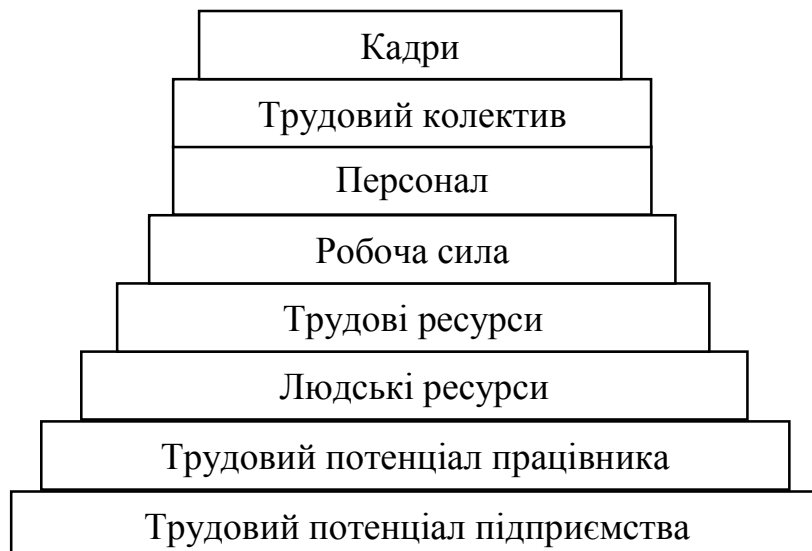 Кадри
Трудовий колектив
Персонал
Робоча сила
Трудові ресурси
Людські ресурси
Трудовий потенціал працівника
Трудовий потенціал підприємства